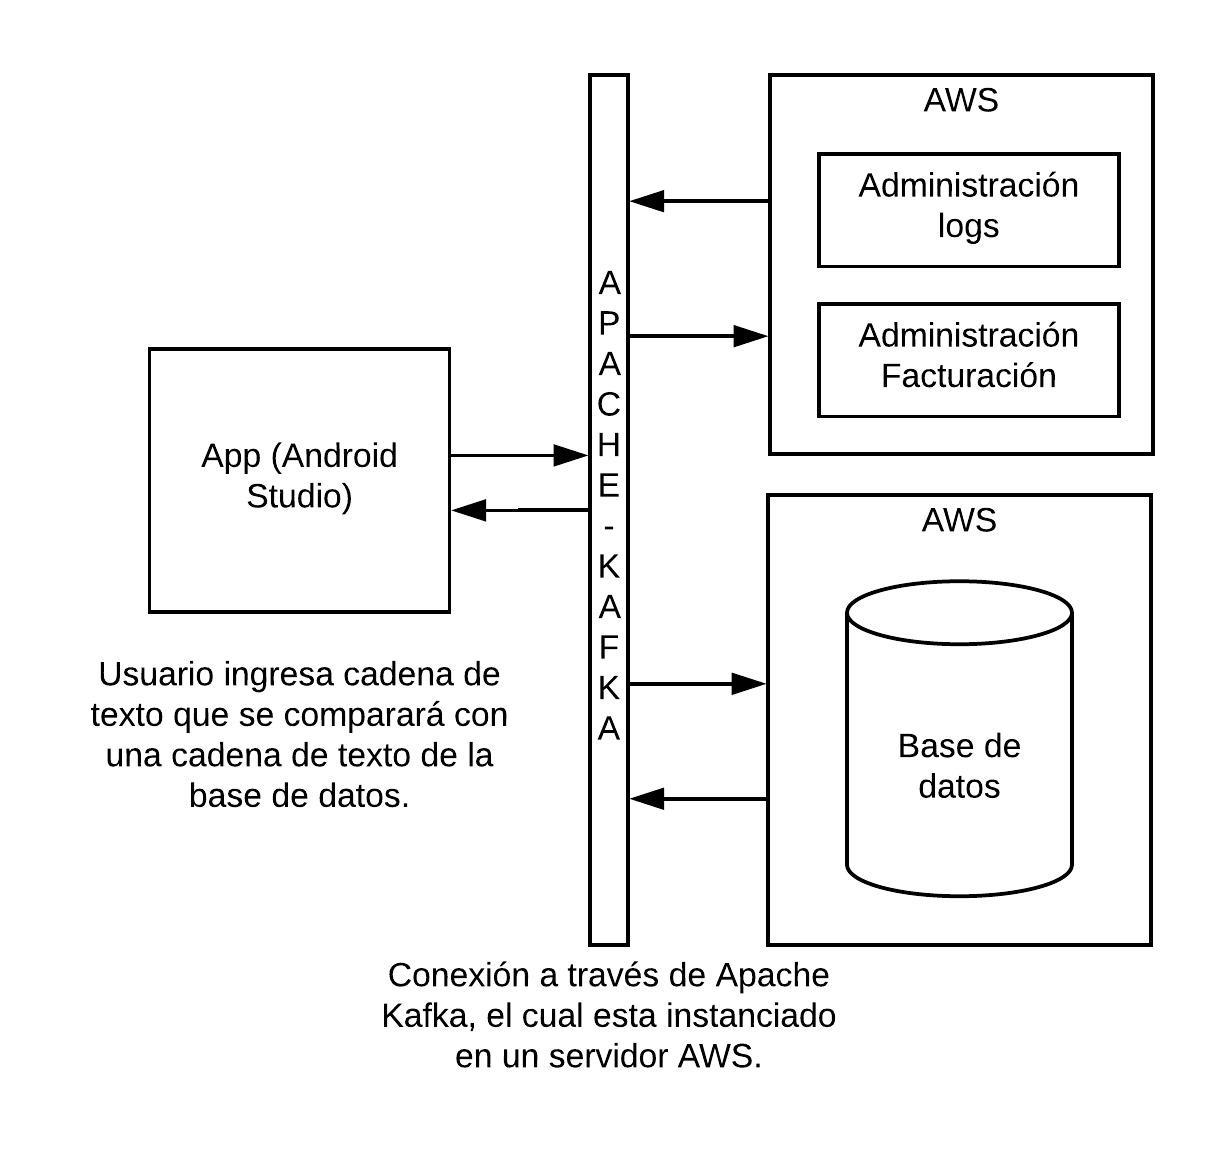 AWS
Administración
logs
Administración
Facturación
App (Android
Studio)
Usuario ingresa cadena de
texto que se comparará con
una cadena de texto de la
base de datos.
A
P
A
C
H
E
-
K
A
F
K
A
AWS
Base de
datos
Conexión a través de Apache
Kafka, el cual esta instanciado
en un servidor AWS.